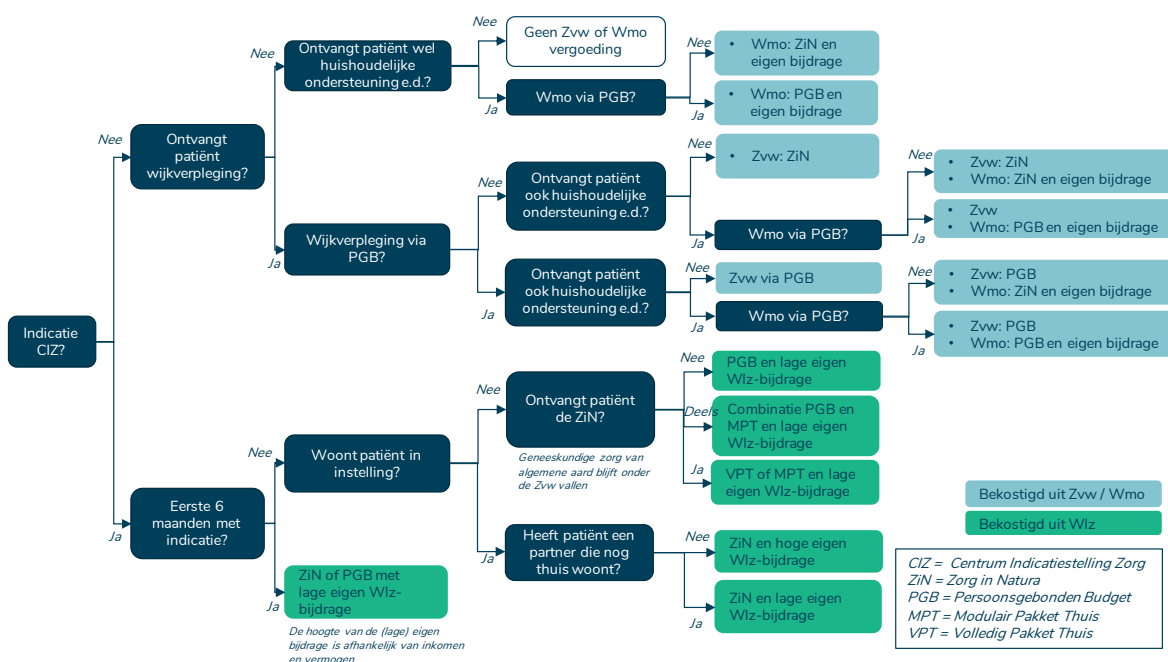 Indicatie
CIZ?
Nee
Ja
Ontvangt
patiënt
wijkverpleging?
Nee
Ja
Ontvangt patiënt wel
huishoudelijke
ondersteuning e.d.?
Nee
Ja
Geen Zvw of Wmo
vergoeding
Wmo via PGB?
Nee
Ja
• Wmo: ZiN en
eigen bijdrage
• Wmo: PGB en
eigen bijdrage
Wijkverpleging via
PGB?
Nee
Ja
Ontvangt patiënt
ook huishoudelijke
ondersteuning e.d.?
Nee
Ja
• Zvw: ZiN
Wmo via PGB?
Nee
Ja
• Zvw: ZiN
• Wmo: ZiN en eigen bijdrage
• Zvw
• Wmo: PGB en eigen bijdrage
Ontvangt patiënt
ook huishoudelijke
ondersteuning e.d.?
Nee
Ja
Zvw via PGB
Wmo via PGB?
Nee
Ja
• Zvw: PGB
• Wmo: ZiN en eigen bijdrage
• Zvw: PGB
• Wmo: PGB en eigen bijdrage
Eerste 6
maanden met
indicatie?
Nee
Ja
Woont patiënt in
instelling?
Nee
Ja
Ontvangt patiënt
de ZiN?
Geneeskundige zorg van
algemene aard blijft onder
de Zvw vallen
Nee
Deels
Ja
PGB en lage eigen
Wlz-bijdrage
Combinatie PGB en
MPT en lage eigen
Wlz-bijdrage
VPT of MPT en lage
eigen Wlz-bijdrage
Heeft patiënt een
partner die nog
thuis woont?
Nee
Ja
ZiN en hoge eigen
Wlz-bijdrage
ZiN en lage eigen
Wlz-bijdrage
ZiN of PGB met
lage eigen Wlz-
bijdrage
De hoogte van de (lage) eigen
bijdrage is afhankelijk van inkomen
en vermogen
Bekostigd uit Zvw / Wmo
Bekostigd uit Wlz
CIZ = Centrum Indicatiestelling Zorg
ZiN = Zorg in Natura
PGB = Persoonsgebonden Budget
MPT = Modulair Pakket Thuis
VPT = Volledig Pakket Thuis